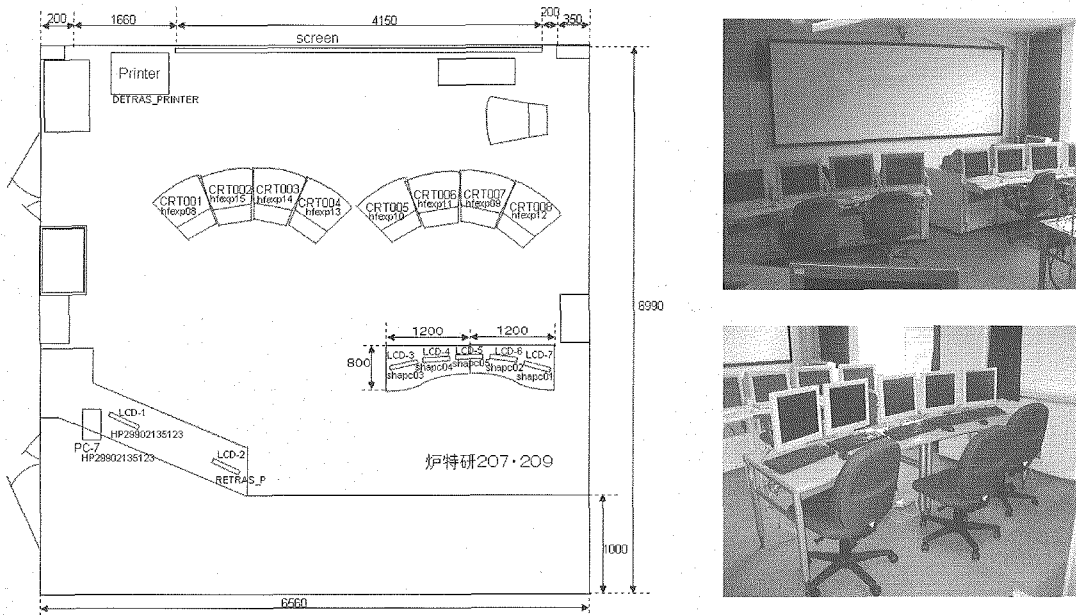 200
1660
4150
200
350
screen
Printer
DETRAS_PRINTER
CRT001
hfexp08
CRT002
hfexp15
CRT003
hfexp14
CRT004
hfexp13
CRT005
hfexp10
CRT006
hfexp11
CRT007
hfexp09
CRT008
hfexp12
6990
1200
1200
800
LCD-3
shapc03
LCD-4
shapc04
LCD-5
shapc05
LCD-6
shapc02
LCD-7
shapc01
LCD-1
HP29902135123
PC-7
HP29902135123
LCD-2
RETRAS_P
炉特研207・209
1000
6560